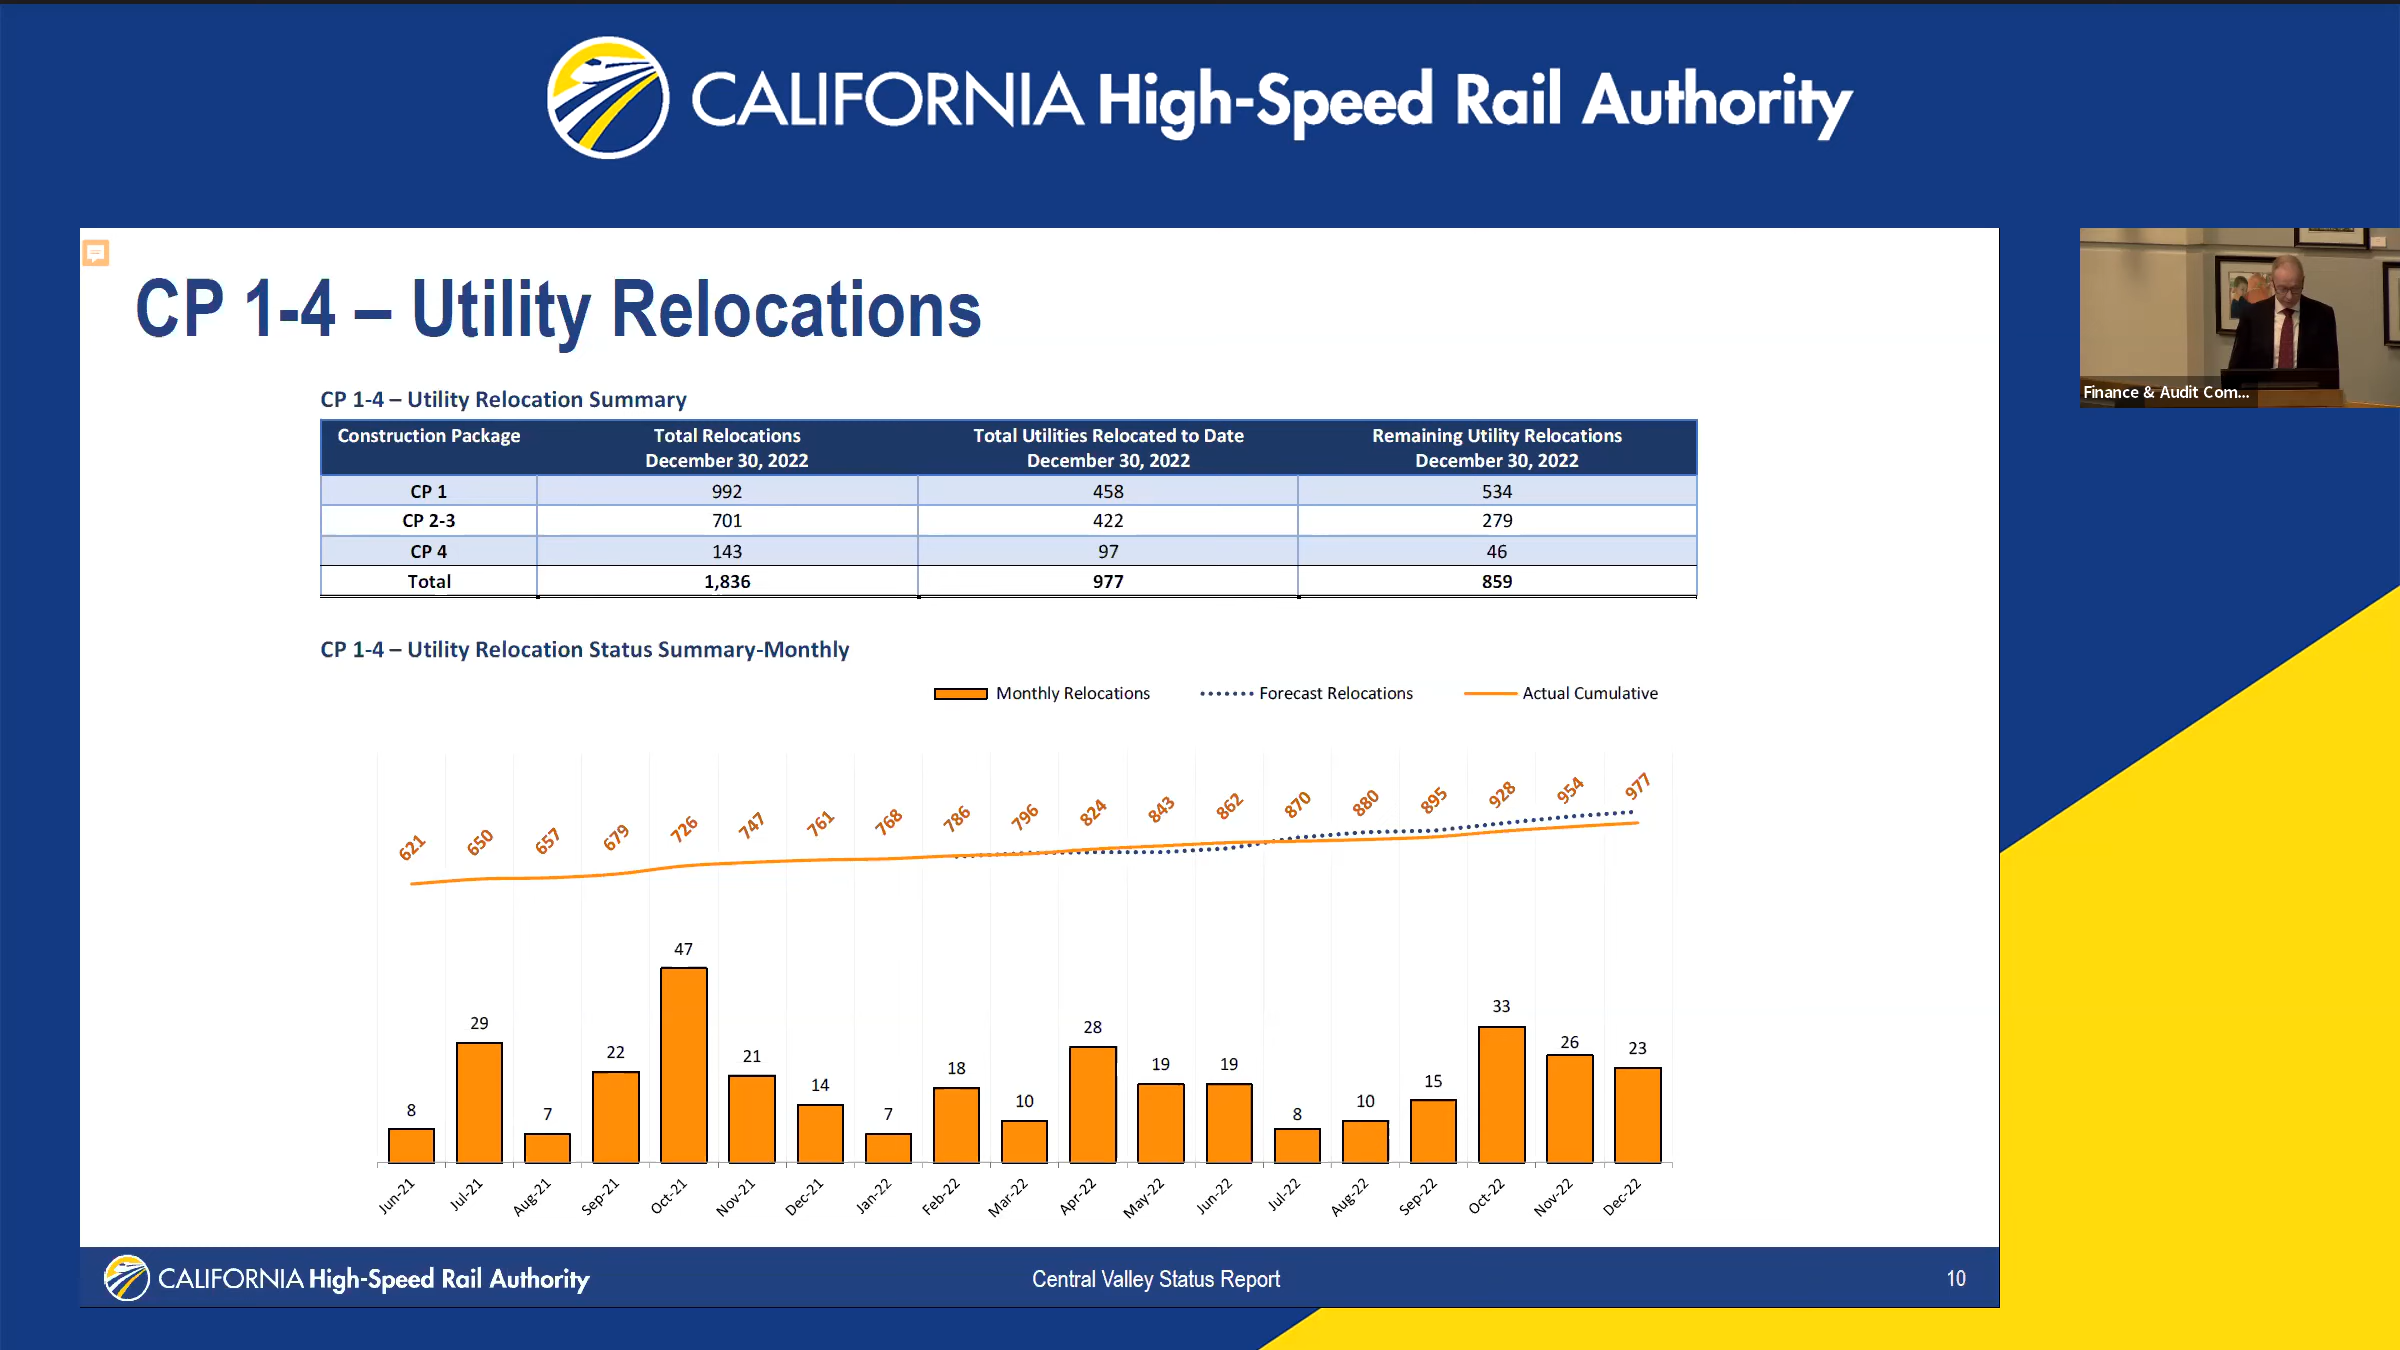 CALIFORNIA High-Speed Rail Authority
CP 1-4 – Utility Relocations
CP 1-4 – Utility Relocation Summary
Construction Package Total Relocations December 30, 2022 Total Utilities Relocated to Date December 30, 2022 Remaining Utility Relocations December 30, 2022
CP 1 992 458 534
CP 2-3 701 422 279
CP 4 143 97 46
Total 1,836 977 859
CP 1-4 – Utility Relocation Status Summary-Monthly
Monthly Relocations Forecast Relocations Actual Cumulative
621 650 657 679 726 747 761 768 786 796 824 843 862 870 880 895 928 954 977
8 29 7 22 47 21 14 7 18 10 28 19 19 8 10 15 33 26 23
Jun-21 Jul-21 Aug-21 Sep-21 Oct-21 Nov-21 Dec-21 Jan-22 Feb-22 Mar-22 Apr-22 May-22 Jun-22 Jul-22 Aug-22 Sep-22 Oct-22 Nov-22 Dec-22
CALIFORNIA High-Speed Rail Authority Central Valley Status Report 10
Finance & Audit Com...